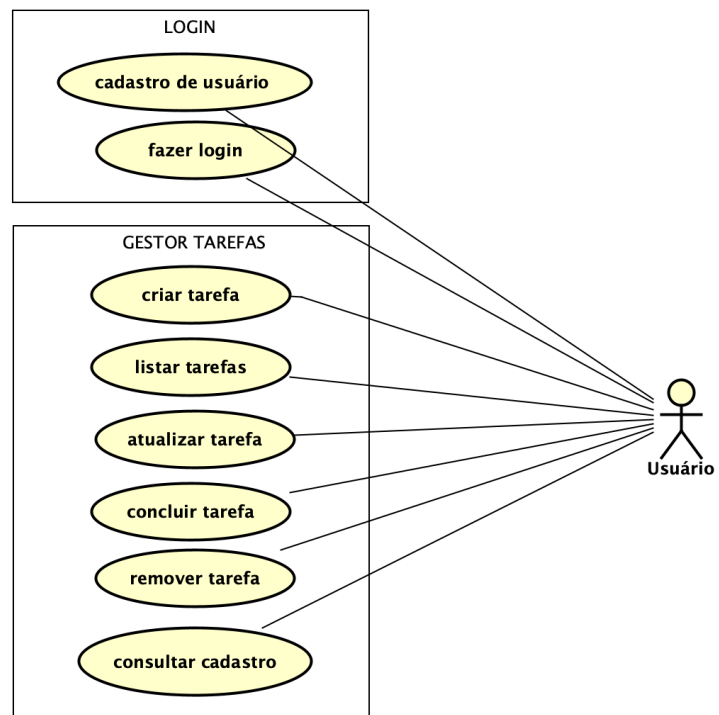 LOGIN
cadastro de usuário
fazer login
GESTOR TAREFAS
criar tarefa
listar tarefas
atualizar tarefa
concluir tarefa
remover tarefa
consultar cadastro
Usuário